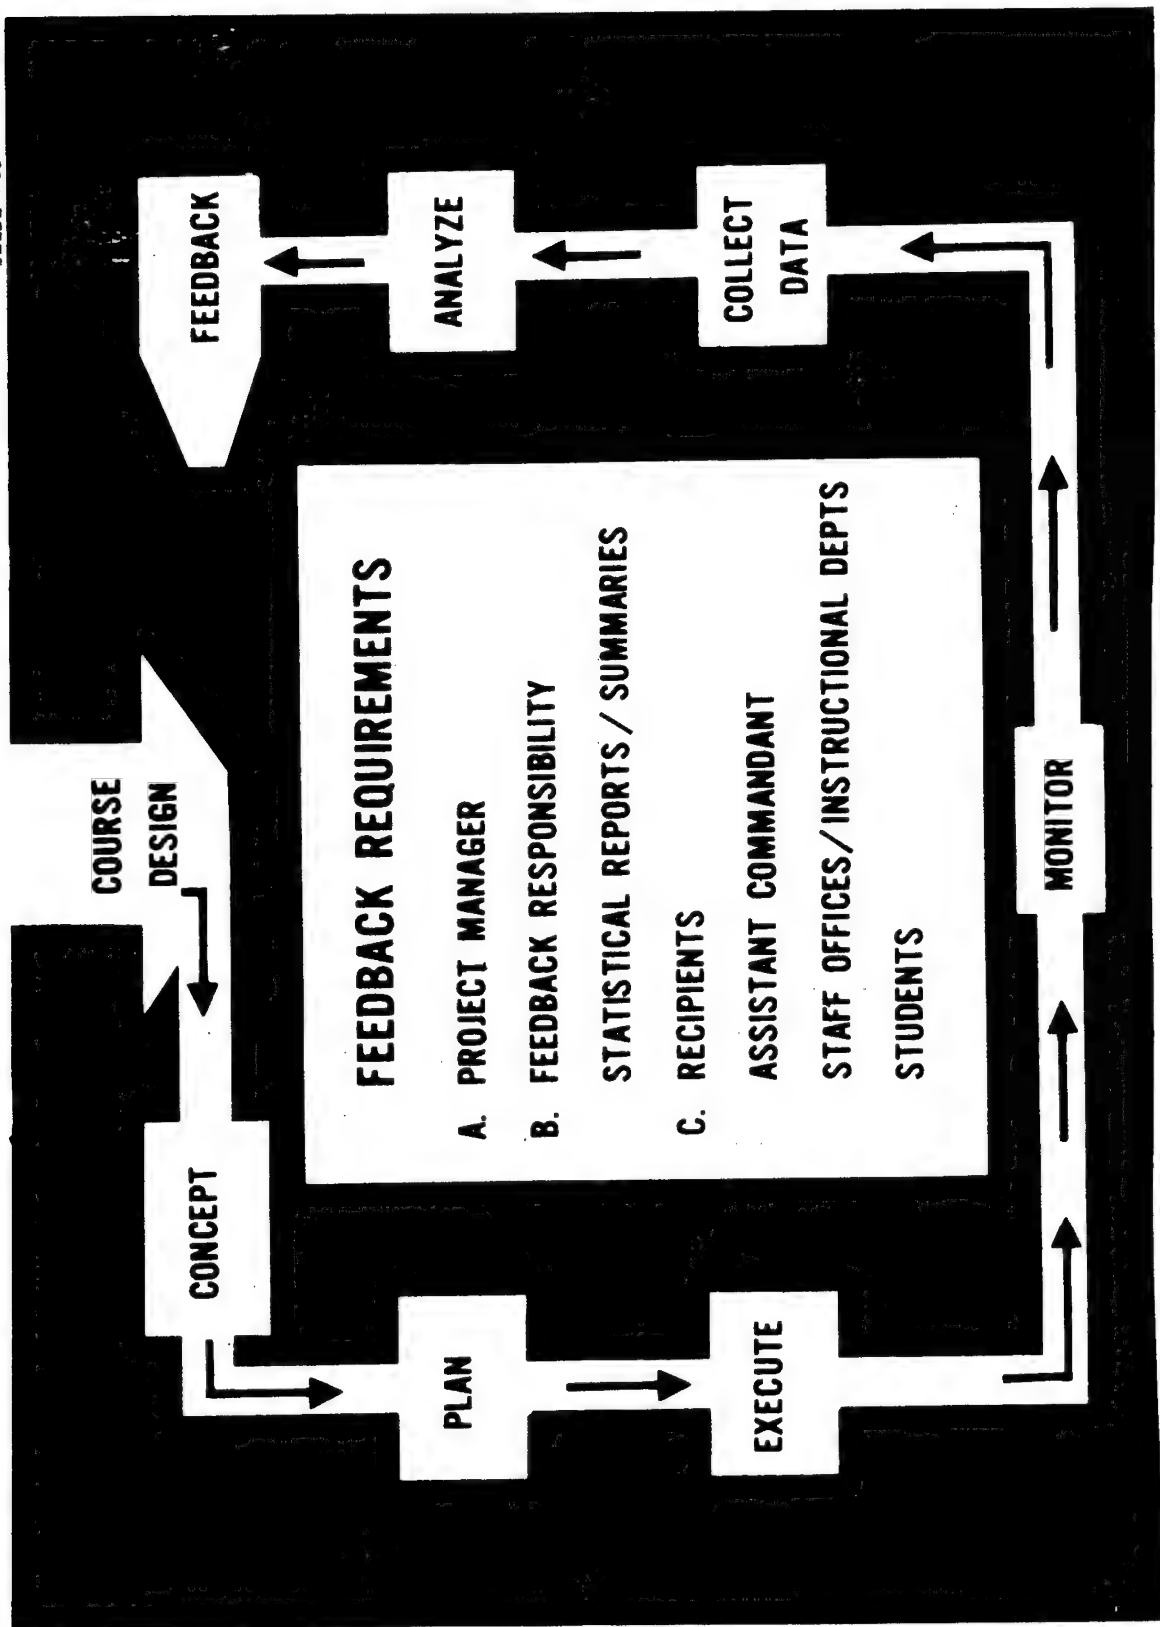 COURSE
DESIGN
CONCEPT
PLAN
EXECUTE
MONITOR
COLLECT
DATA
ANALYZE
FEEDBACK
FEEDBACK REQUIREMENTS
A. PROJECT MANAGER
B. FEEDBACK RESPONSIBILITY
STATISTICAL REPORTS/SUMMARIES
C. RECIPIENTS
ASSISTANT COMMANDANT
STAFF OFFICES/INSTRUCTIONAL DEPTS
STUDENTS